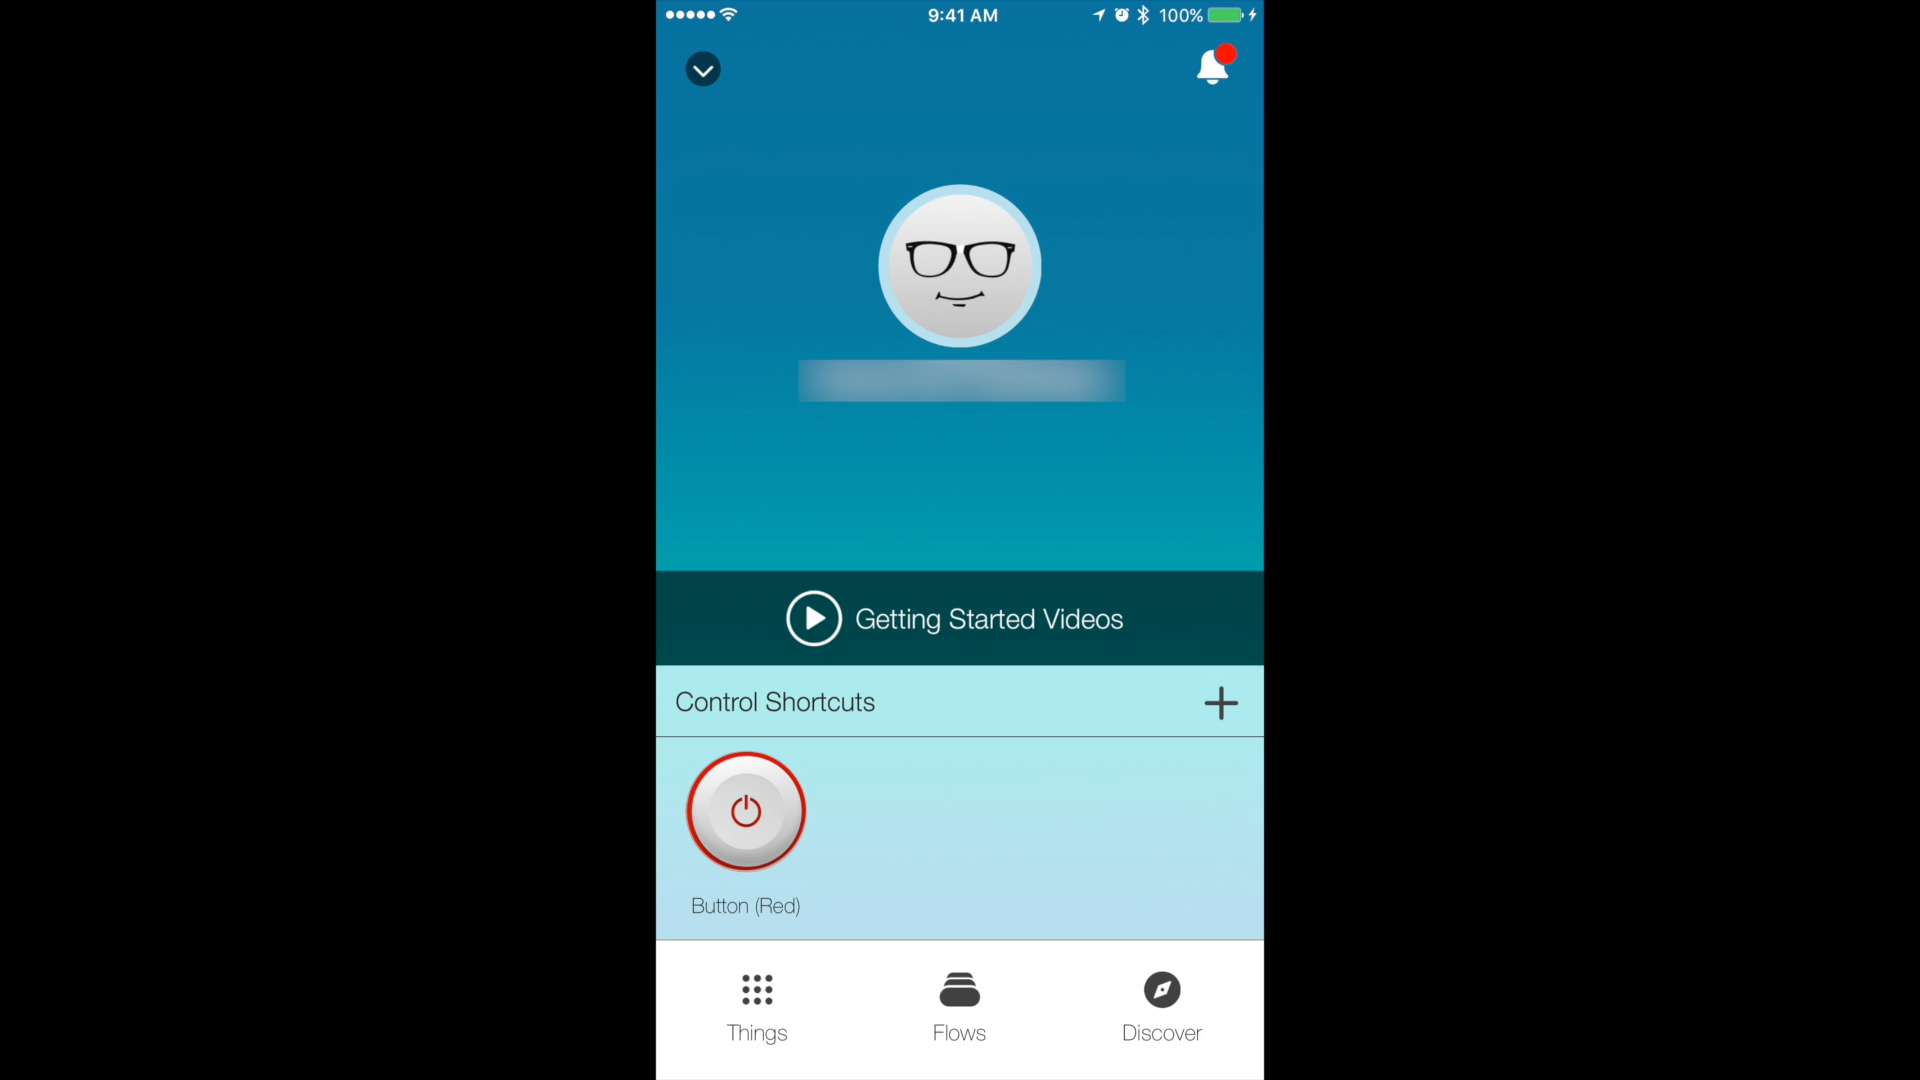 9:41 AM
100%
Getting Started Videos
Control Shortcuts
Button (Red)
Things
Flows
Discover